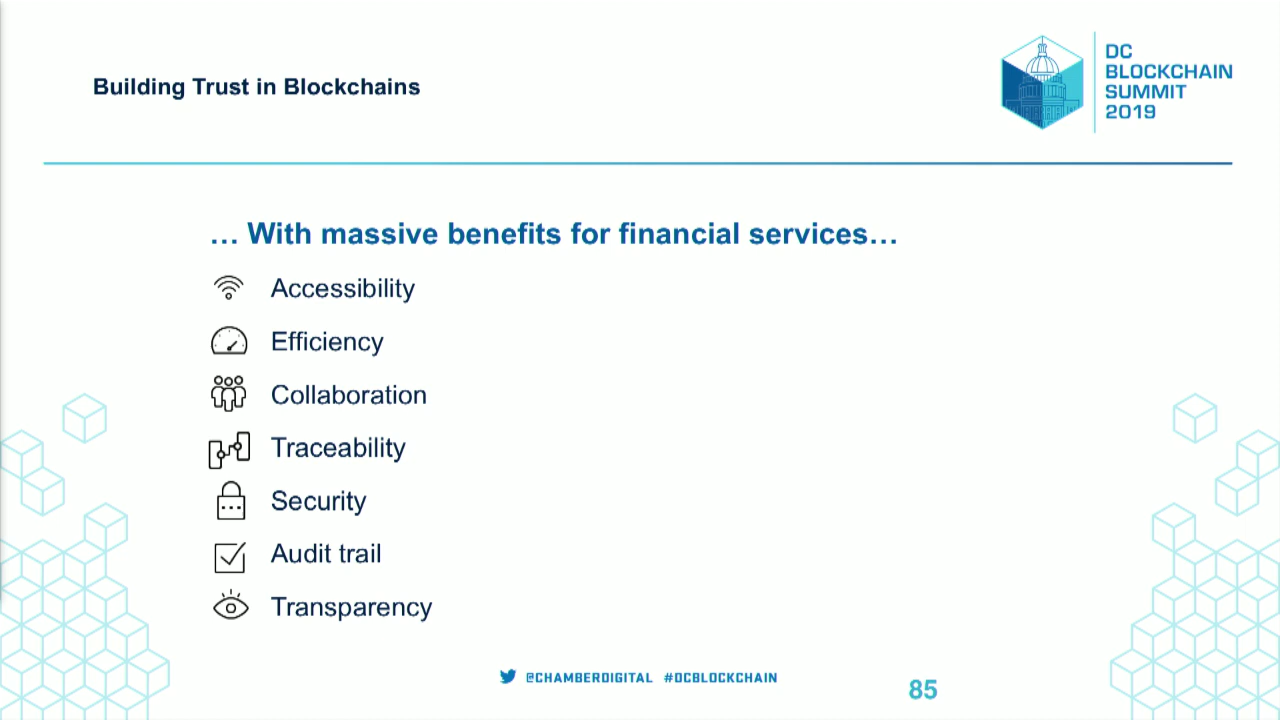 Building Trust in Blockchains
DC
BLOCKCHAIN
SUMMIT
2019
… With massive benefits for financial services…
Accessibility
Efficiency
Collaboration
Traceability
Security
Audit trail
Transparency
@CHAMBERDIGITAL #DCBLOCKCHAIN
85